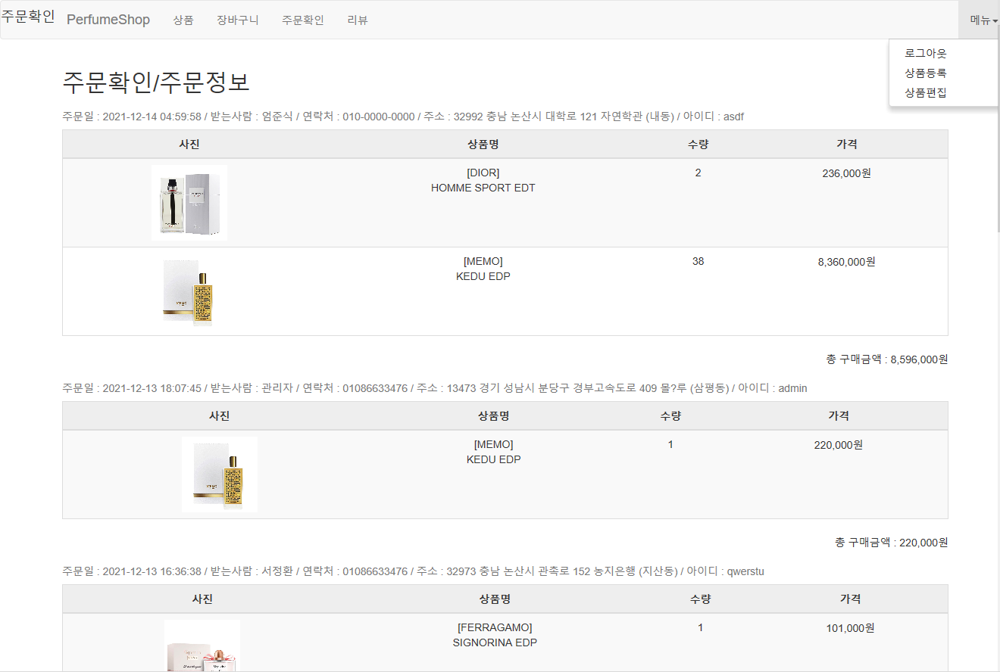 주문확인 PerfumeShop 상품 장바구니 주문확인 리뷰 메뉴
로그아웃
상품등록
상품편집
주문확인/주문정보
주문일 : 2021-12-14 04:59:58 / 받는사람 : 엄준식 / 연락처 : 010-0000-0000 / 주소 : 32992 충남 논산시 대학로 121 자연학관 (내동) / 아이디 : asdf
사진 상품명 수량 가격
[DIOR] 2 236,000원
HOMME SPORT EDT
[MEMO] 38 8,360,000원
KEDU EDP
총 구매금액 : 8,596,000원
주문일 : 2021-12-13 18:07:45 / 받는사람 : 관리자 / 연락처 : 01086633476 / 주소 : 13473 경기 성남시 분당구 경부고속도로 409 몰?루 (삼평동) / 아이디 : admin
사진 상품명 수량 가격
[MEMO] 1 220,000원
KEDU EDP
총 구매금액 : 220,000원
주문일 : 2021-12-13 16:36:38 / 받는사람 : 서정환 / 연락처 : 01086633476 / 주소 : 32973 충남 논산시 관촉로 152 농지은행 (지산동) / 아이디 : qwerstu
사진 상품명 수량 가격
[FERRAGAMO] 1 101,000원
SIGNORINA EDP